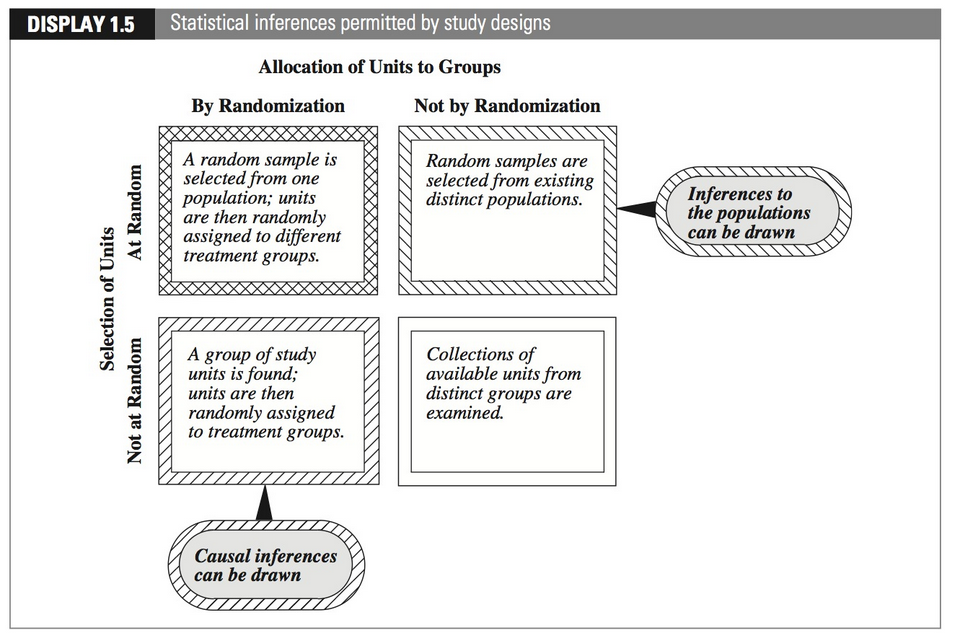 DISPLAY 1.5 Statistical inferences permitted by study designs
Allocation of Units to Groups
By Randomization Not by Randomization
Selection of Units
At Random
A random sample is
selected from one
population; units
are then randomly
assigned to different
treatment groups.
Random samples are
selected from existing
distinct populations.
Inferences to
the populations
can be drawn
Not at Random
A group of study
units is found;
units are then
randomly assigned
to treatment groups.
Collections of
available units from
distinct groups are
examined.
Causal inferences
can be drawn